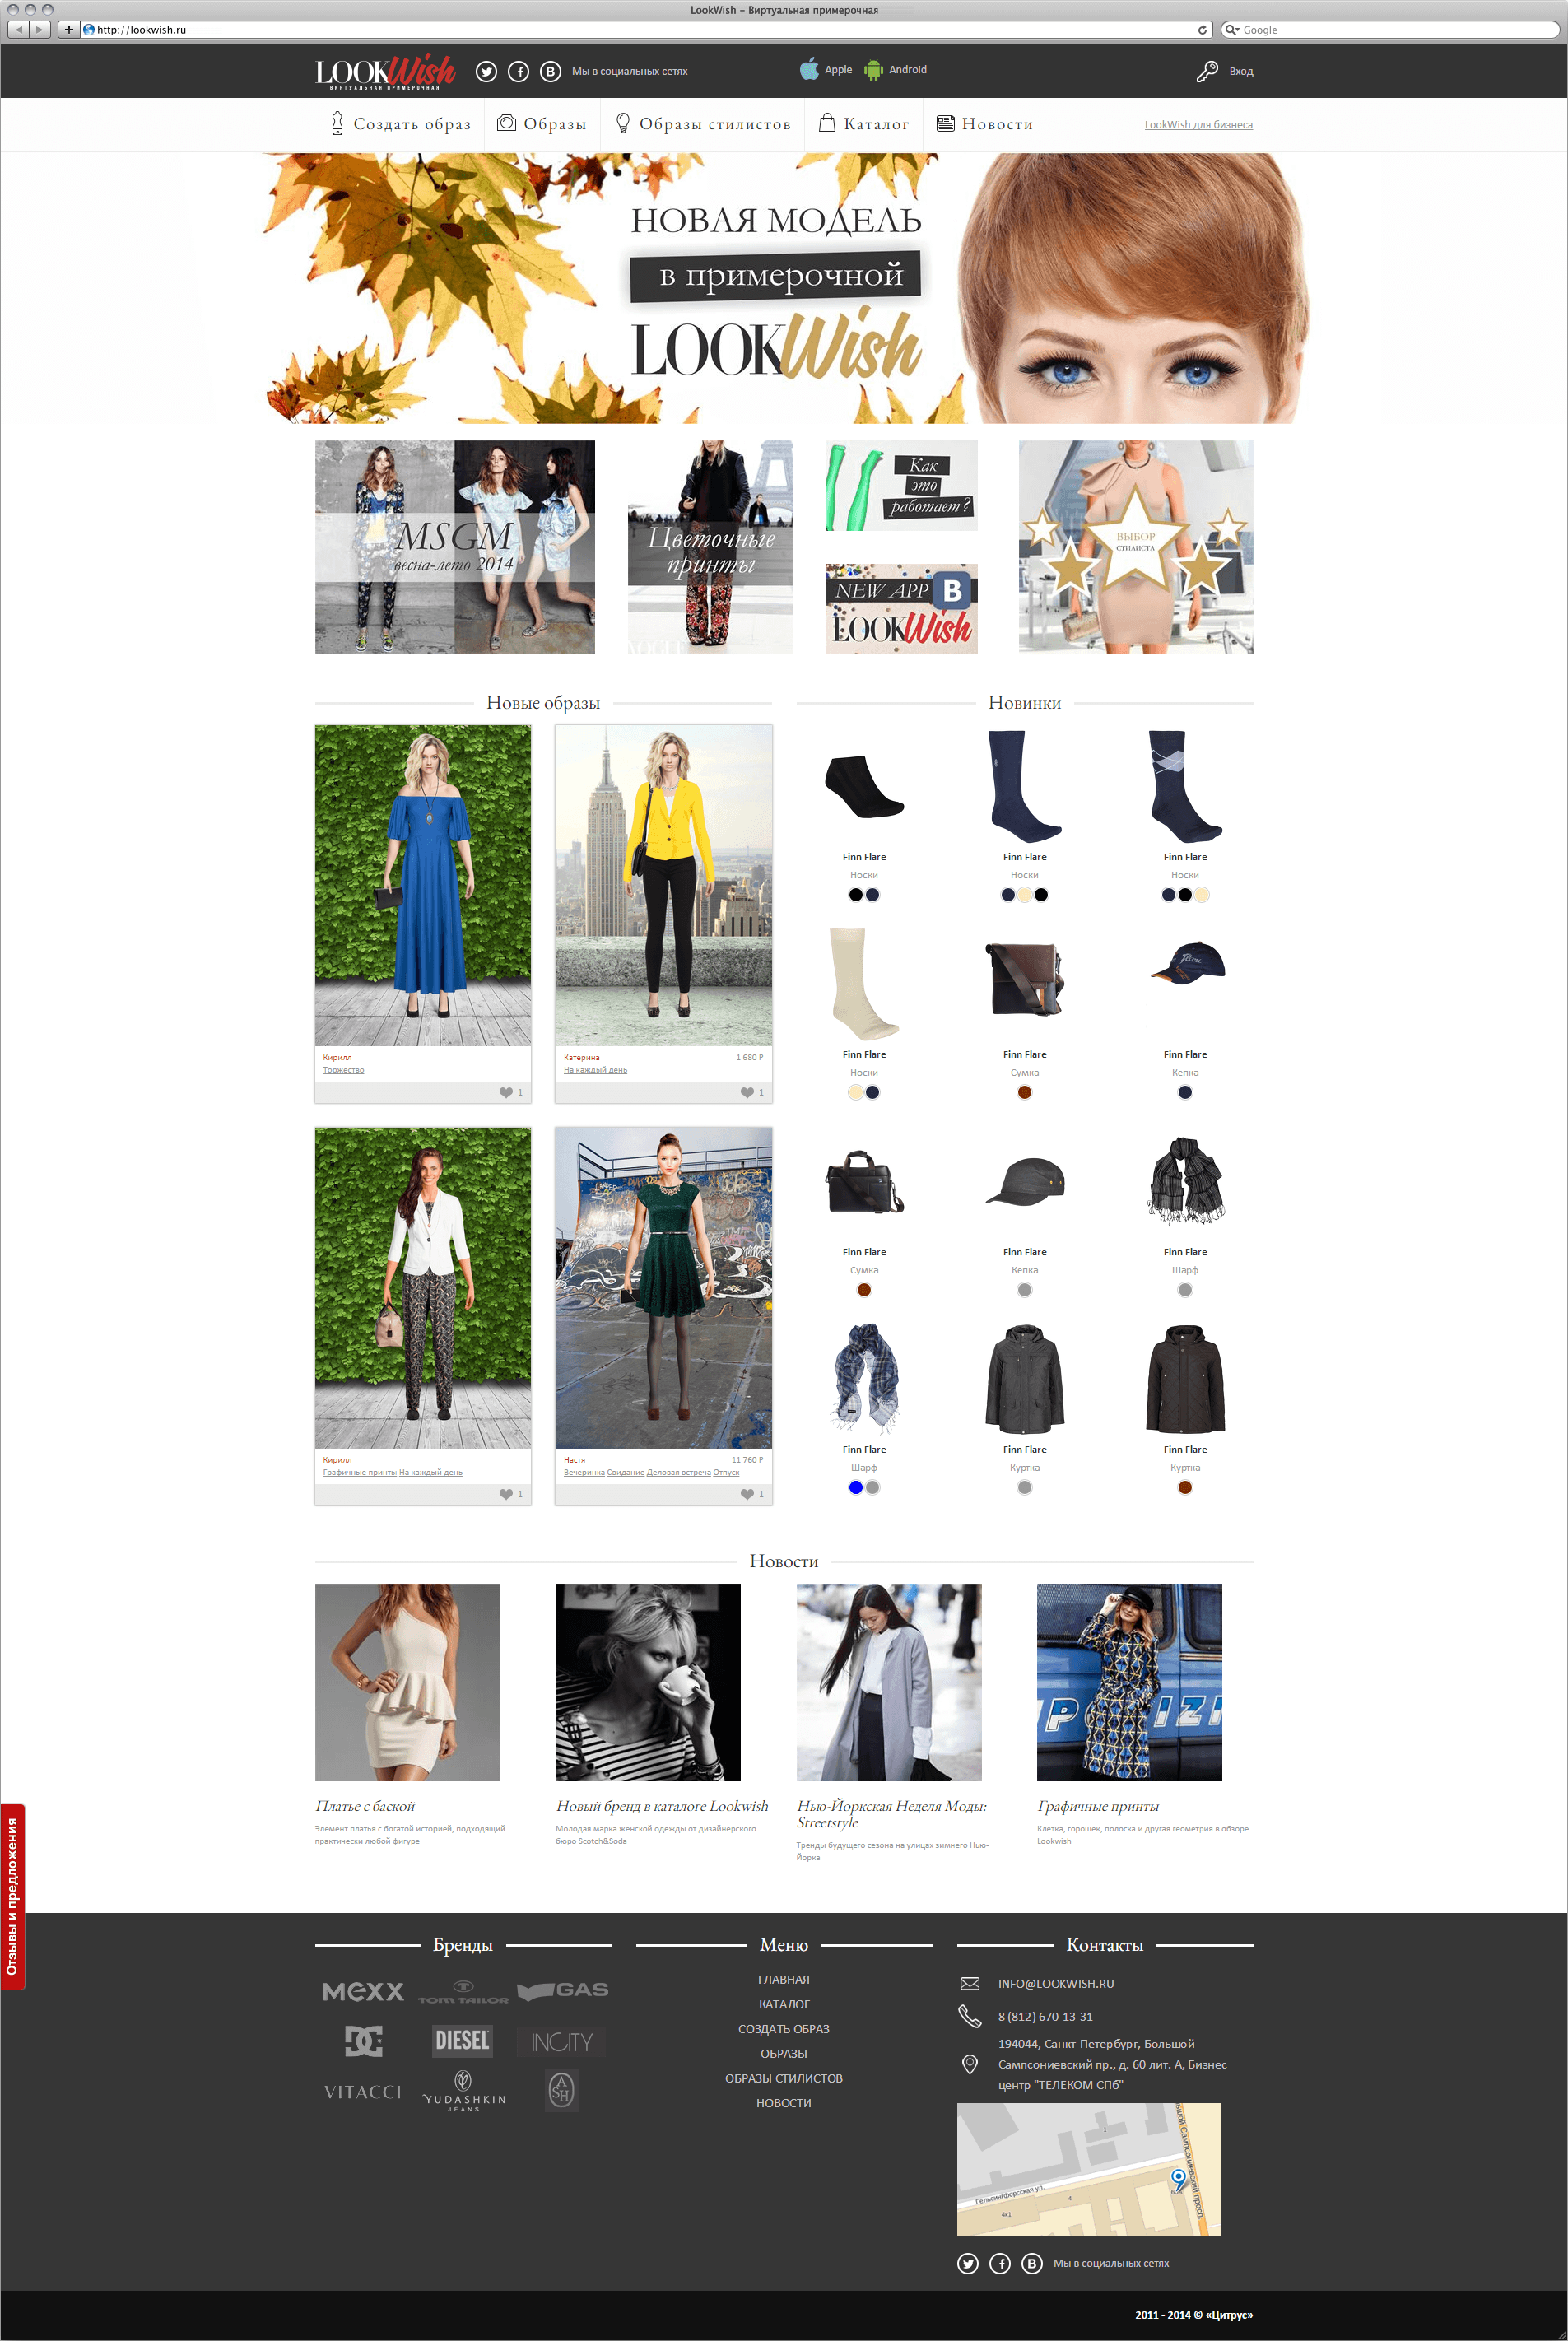 LookWish – Виртуальная примерочная
http://lookwish.ru
Google
LOOKWish
ВИРТУАЛЬНАЯ ПРИМЕРОЧНАЯ
Мы в социальных сетях
Apple
Android
Вход
Создать образ
Образы
Образы стилистов
Каталог
Новости
LookWish для бизнеса
НОВАЯ МОДЕЛЬ
в примерочной
LOOKWish
MSGM
весна-лето 2014
Цветочные
принты
Как
это
работает?
NEW APP B
LOOKWish
ВЫБОР
СТИЛИСТА
Новые образы
Новинки
Кирилл
Торжество
1
Катерина 1 680 Р
На каждый день
1
Кирилл
Графичные принты На каждый день
1
Настя 11 760 Р
Вечеринка Свидание Деловая встреча Отпуск
1
Finn Flare
Носки
Finn Flare
Носки
Finn Flare
Носки
Finn Flare
Носки
Finn Flare
Сумка
Finn Flare
Кепка
Finn Flare
Сумка
Finn Flare
Кепка
Finn Flare
Шарф
Finn Flare
Шарф
Finn Flare
Куртка
Finn Flare
Куртка
Новости
Платье с баской
Элемент платья с богатой историей, подходящий
практически любой фигуре
Новый бренд в каталоге Lookwish
Молодая марка женской одежды от дизайнерского
бюро Scotch&Soda
Нью-Йоркская Неделя Моды:
Streetstyle
Тренды будущего сезона на улицах зимнего Нью-
Йорка
Графичные принты
Клетка, горошек, полоска и другая геометрия в обзоре
Lookwish
Отзывы и предложения
Бренды
MEXX
TOM TAILOR
GAS
DC
DIESEL
INCITY
VITACCI
YUDASHKIN
JEANS
ASH
Меню
ГЛАВНАЯ
КАТАЛОГ
СОЗДАТЬ ОБРАЗ
ОБРАЗЫ
ОБРАЗЫ СТИЛИСТОВ
НОВОСТИ
Контакты
INFO@LOOKWISH.RU
8 (812) 670-13-31
194044, Санкт-Петербург, Большой
Сампсониевский пр., д. 60 лит. А, Бизнес
центр "ТЕЛЕКОМ СПб"
1
Гельсингфорсская ул.
4
4к1
ьшой Сампсониевский просп
Мы в социальных сетях
2011 - 2014 © «Цитрус»